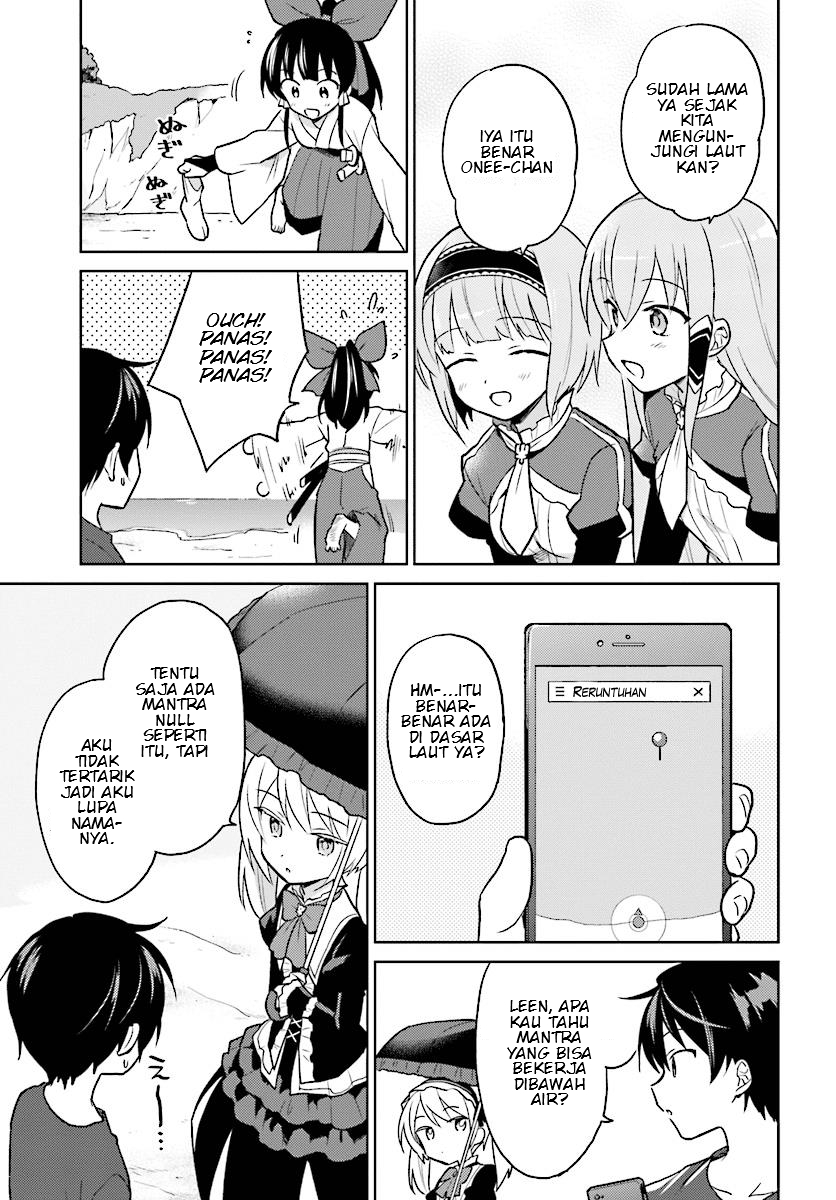 SUDAH LAMA
YA SEJAK
KITA
MENGUN-
JUNGI LAUT
KAN?
IYA ITU
BENAR
ONEE-CHAN
ぬぎ
ぬぎ
OUCH!
PANAS!
PANAS!
PANAS!
RERUNTUHAN
HM-...ITU
BENAR-
BENAR ADA
DI DASAR
LAUT YA?
LEEN, APA
KAU TAHU
MANTRA
YANG BISA
BEKERJA
DIBAWAH
AIR?
TENTU
SAJA ADA
MANTRA
NULL
SEPERTI
ITU, TAPI
AKU
TIDAK
TERTARIK
JADI AKU
LUPA
NAMA-
NYA.
えー…